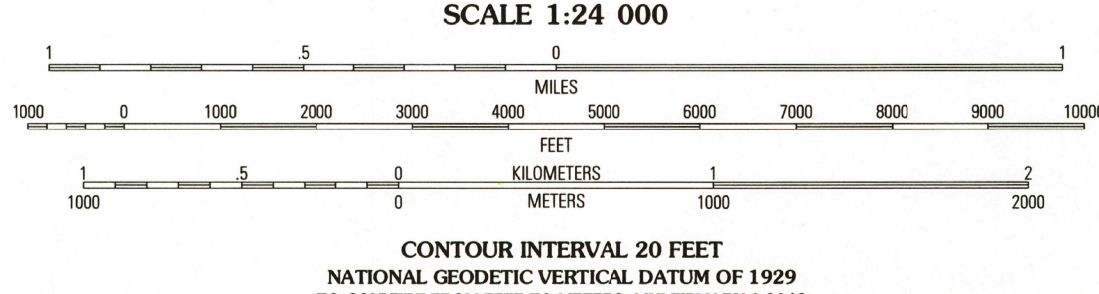 SCALE 1:24 000
1 .5 0 1
MILES
1000 0 1000 2000 3000 4000 5000 6000 7000 8000 9000 10000
FEET
1 .5 0 KILOMETERS 1 2
1000 0 METERS 1000 2000
CONTOUR INTERVAL 20 FEET
NATIONAL GEODETIC VERTICAL DATUM OF 1929